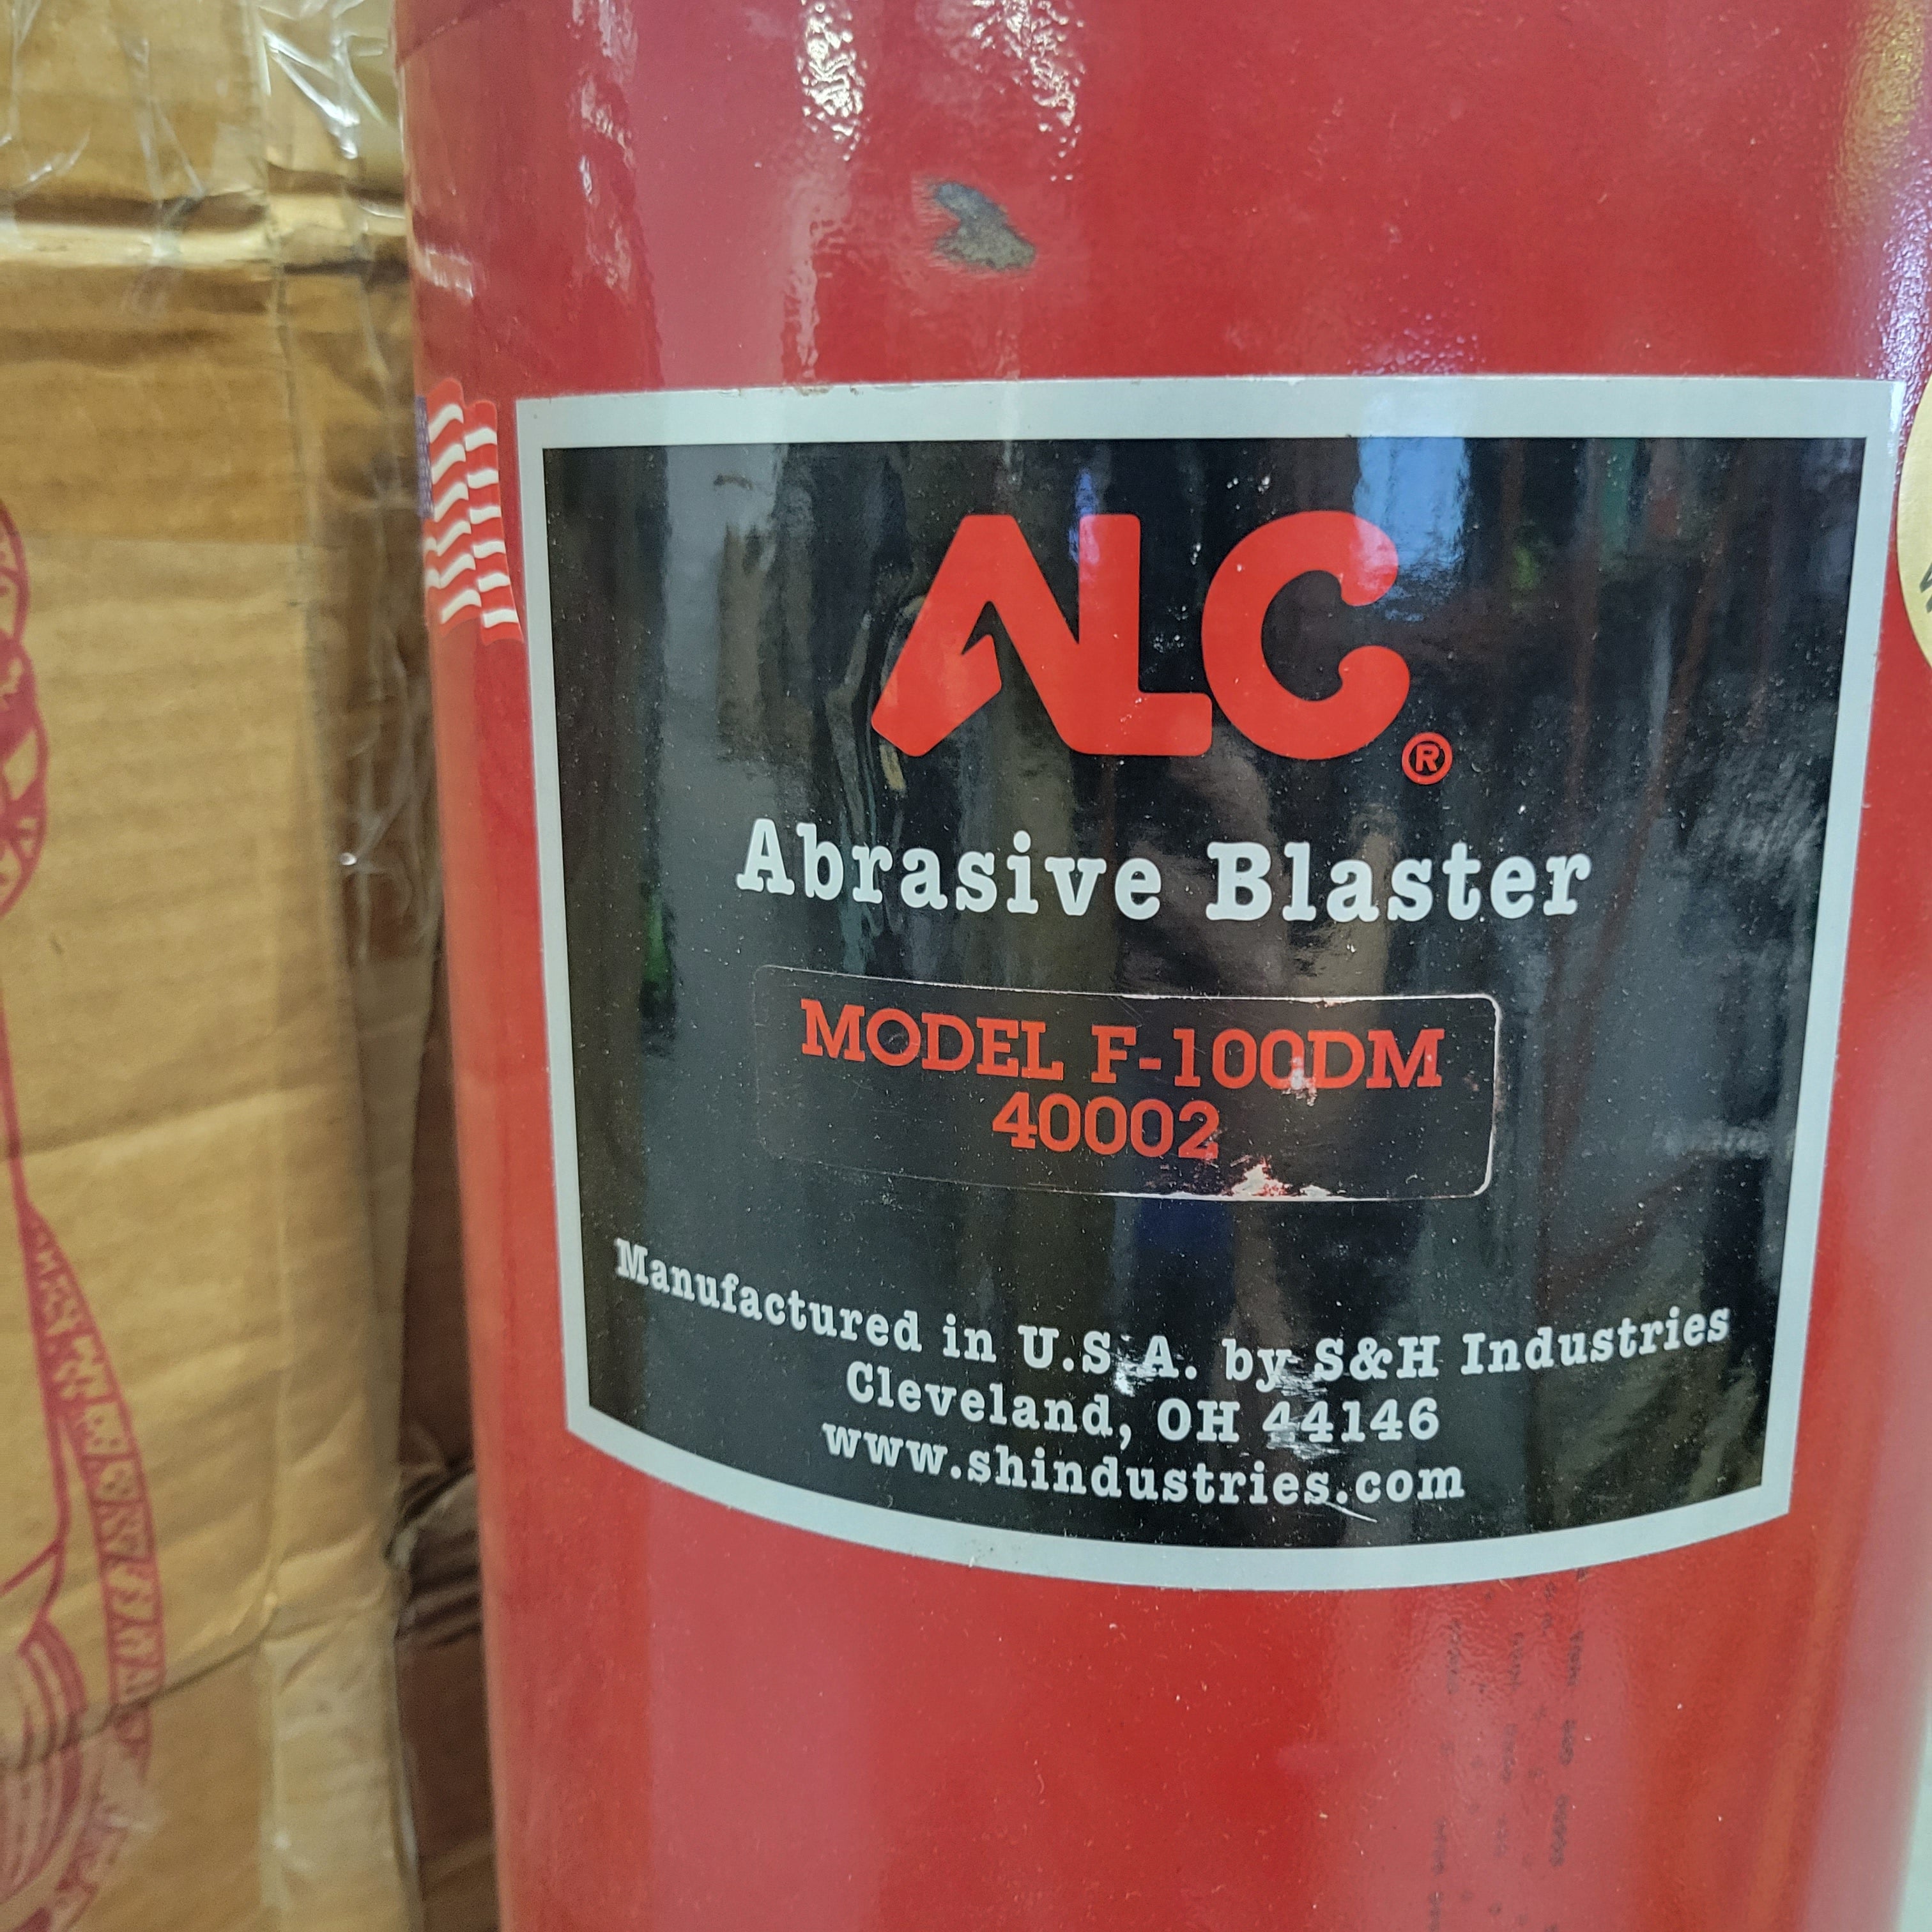 ALC®
Abrasive Blaster
MODEL F-100DM
40002
Manufactured in U.S.A. by S&H Industries
Cleveland, OH 44146
www.shindustries.com